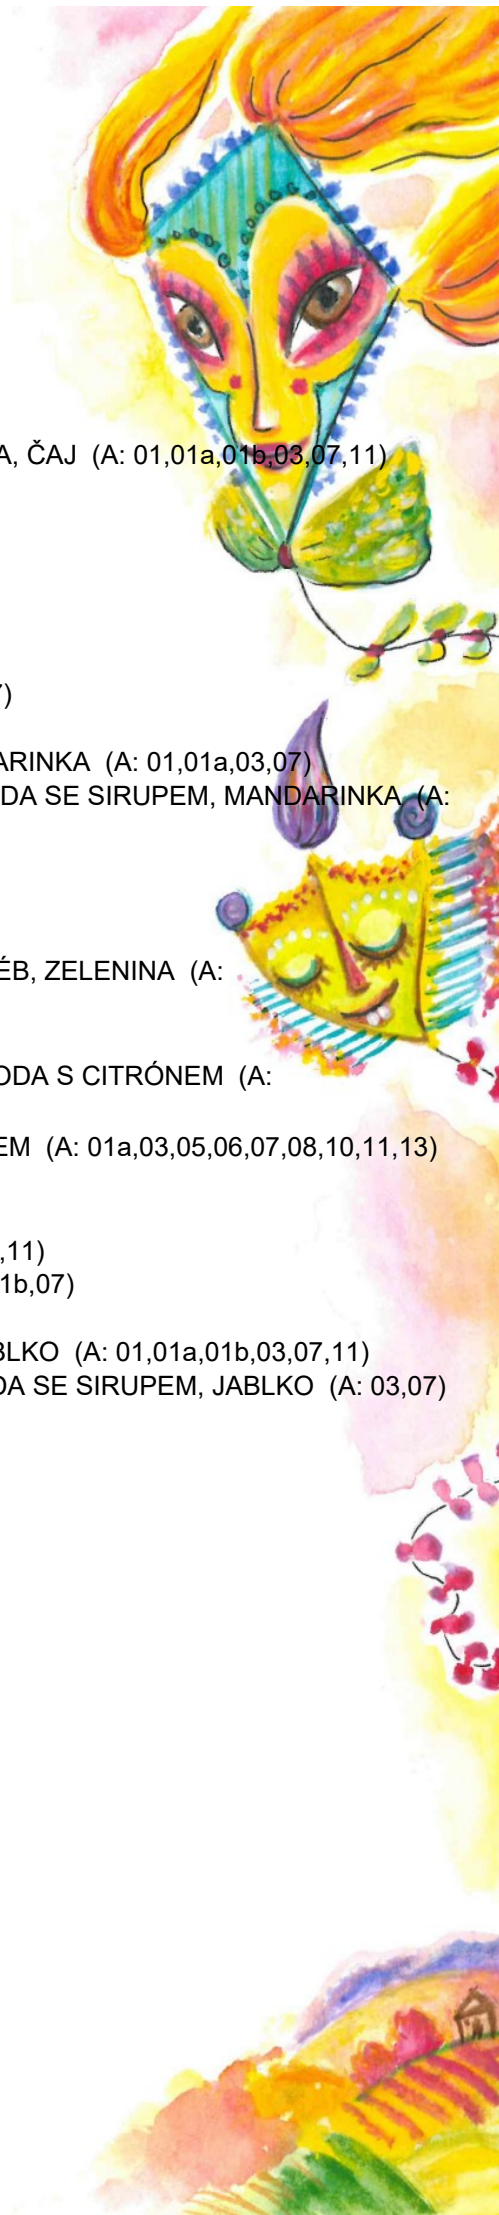 A, ČAJ (A: 01,01a,01b,03,07,11)
7)
ARINKA (A: 01,01a,03,07)
DA SE SIRUPEM, MANDARINKA (A:
ÉB, ZELENINA (A:
ODA S CITRÓNEM (A:
EM (A: 01a,03,05,06,07,08,10,11,13)
,11)
1b,07)
BLKO (A: 01,01a,01b,03,07,11)
DA SE SIRUPEM, JABLKO (A: 03,07)